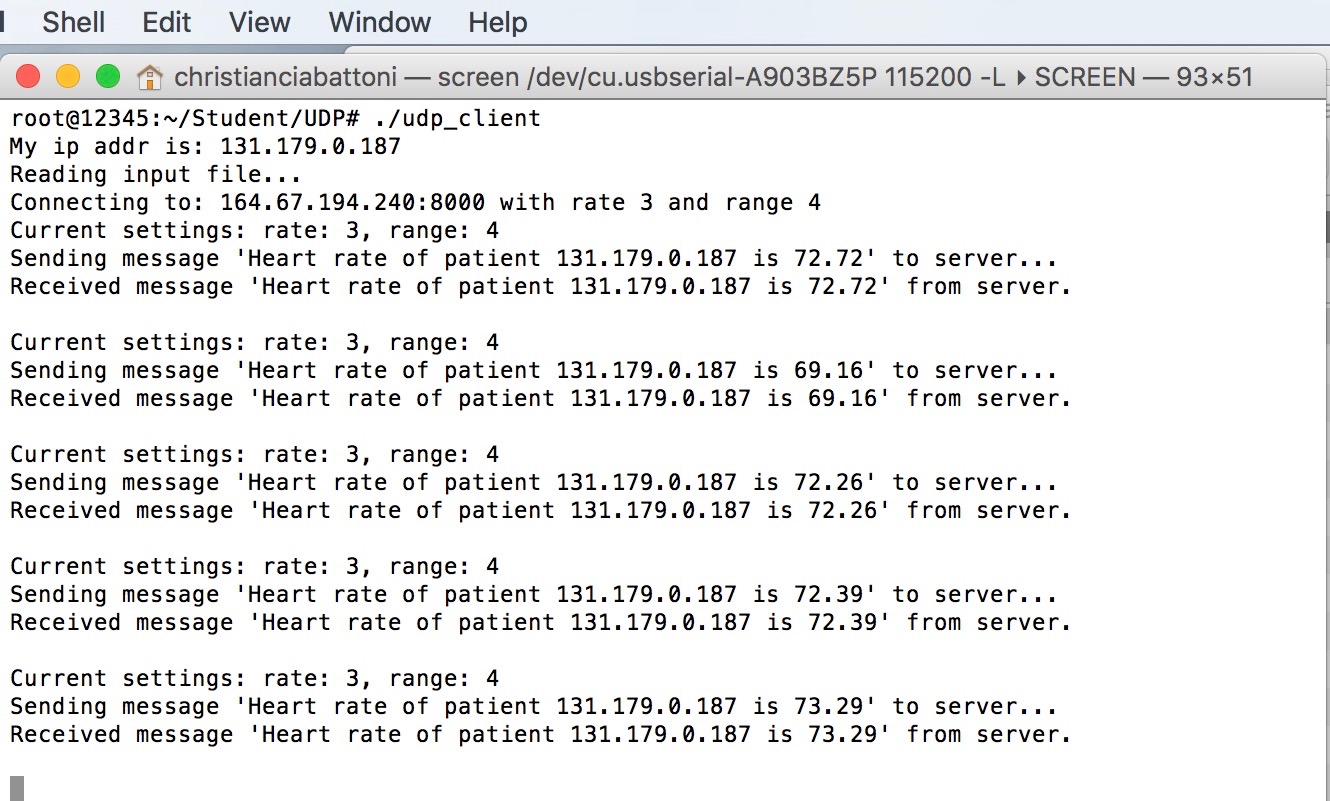 Shell Edit View Window Help
christianciabattoni — screen /dev/cu.usbserial-A903BZ5P 115200 -L ▸ SCREEN — 93×51
root@12345:~/Student/UDP# ./udp_client
My ip addr is: 131.179.0.187
Reading input file...
Connecting to: 164.67.194.240:8000 with rate 3 and range 4
Current settings: rate: 3, range: 4
Sending message 'Heart rate of patient 131.179.0.187 is 72.72' to server...
Received message 'Heart rate of patient 131.179.0.187 is 72.72' from server.
Current settings: rate: 3, range: 4
Sending message 'Heart rate of patient 131.179.0.187 is 69.16' to server...
Received message 'Heart rate of patient 131.179.0.187 is 69.16' from server.
Current settings: rate: 3, range: 4
Sending message 'Heart rate of patient 131.179.0.187 is 72.26' to server...
Received message 'Heart rate of patient 131.179.0.187 is 72.26' from server.
Current settings: rate: 3, range: 4
Sending message 'Heart rate of patient 131.179.0.187 is 72.39' to server...
Received message 'Heart rate of patient 131.179.0.187 is 72.39' from server.
Current settings: rate: 3, range: 4
Sending message 'Heart rate of patient 131.179.0.187 is 73.29' to server...
Received message 'Heart rate of patient 131.179.0.187 is 73.29' from server.